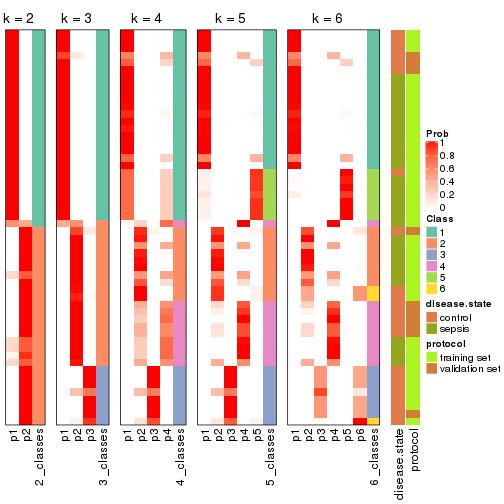 k = 2 k = 3 k = 4 k = 5 k = 6
Prob
1
0.8
0.6
0.4
0.2
0
Class
1
2
3
4
5
6
disease.state
control
sepsis
protocol
training set
validation set
p1 p2 2_classes p1 p2 p3 3_classes p1 p2 p3 p4 4_classes p1 p2 p3 p4 p5 5_classes p1 p2 p3 p4 p5 p6 6_classes disease.state protocol